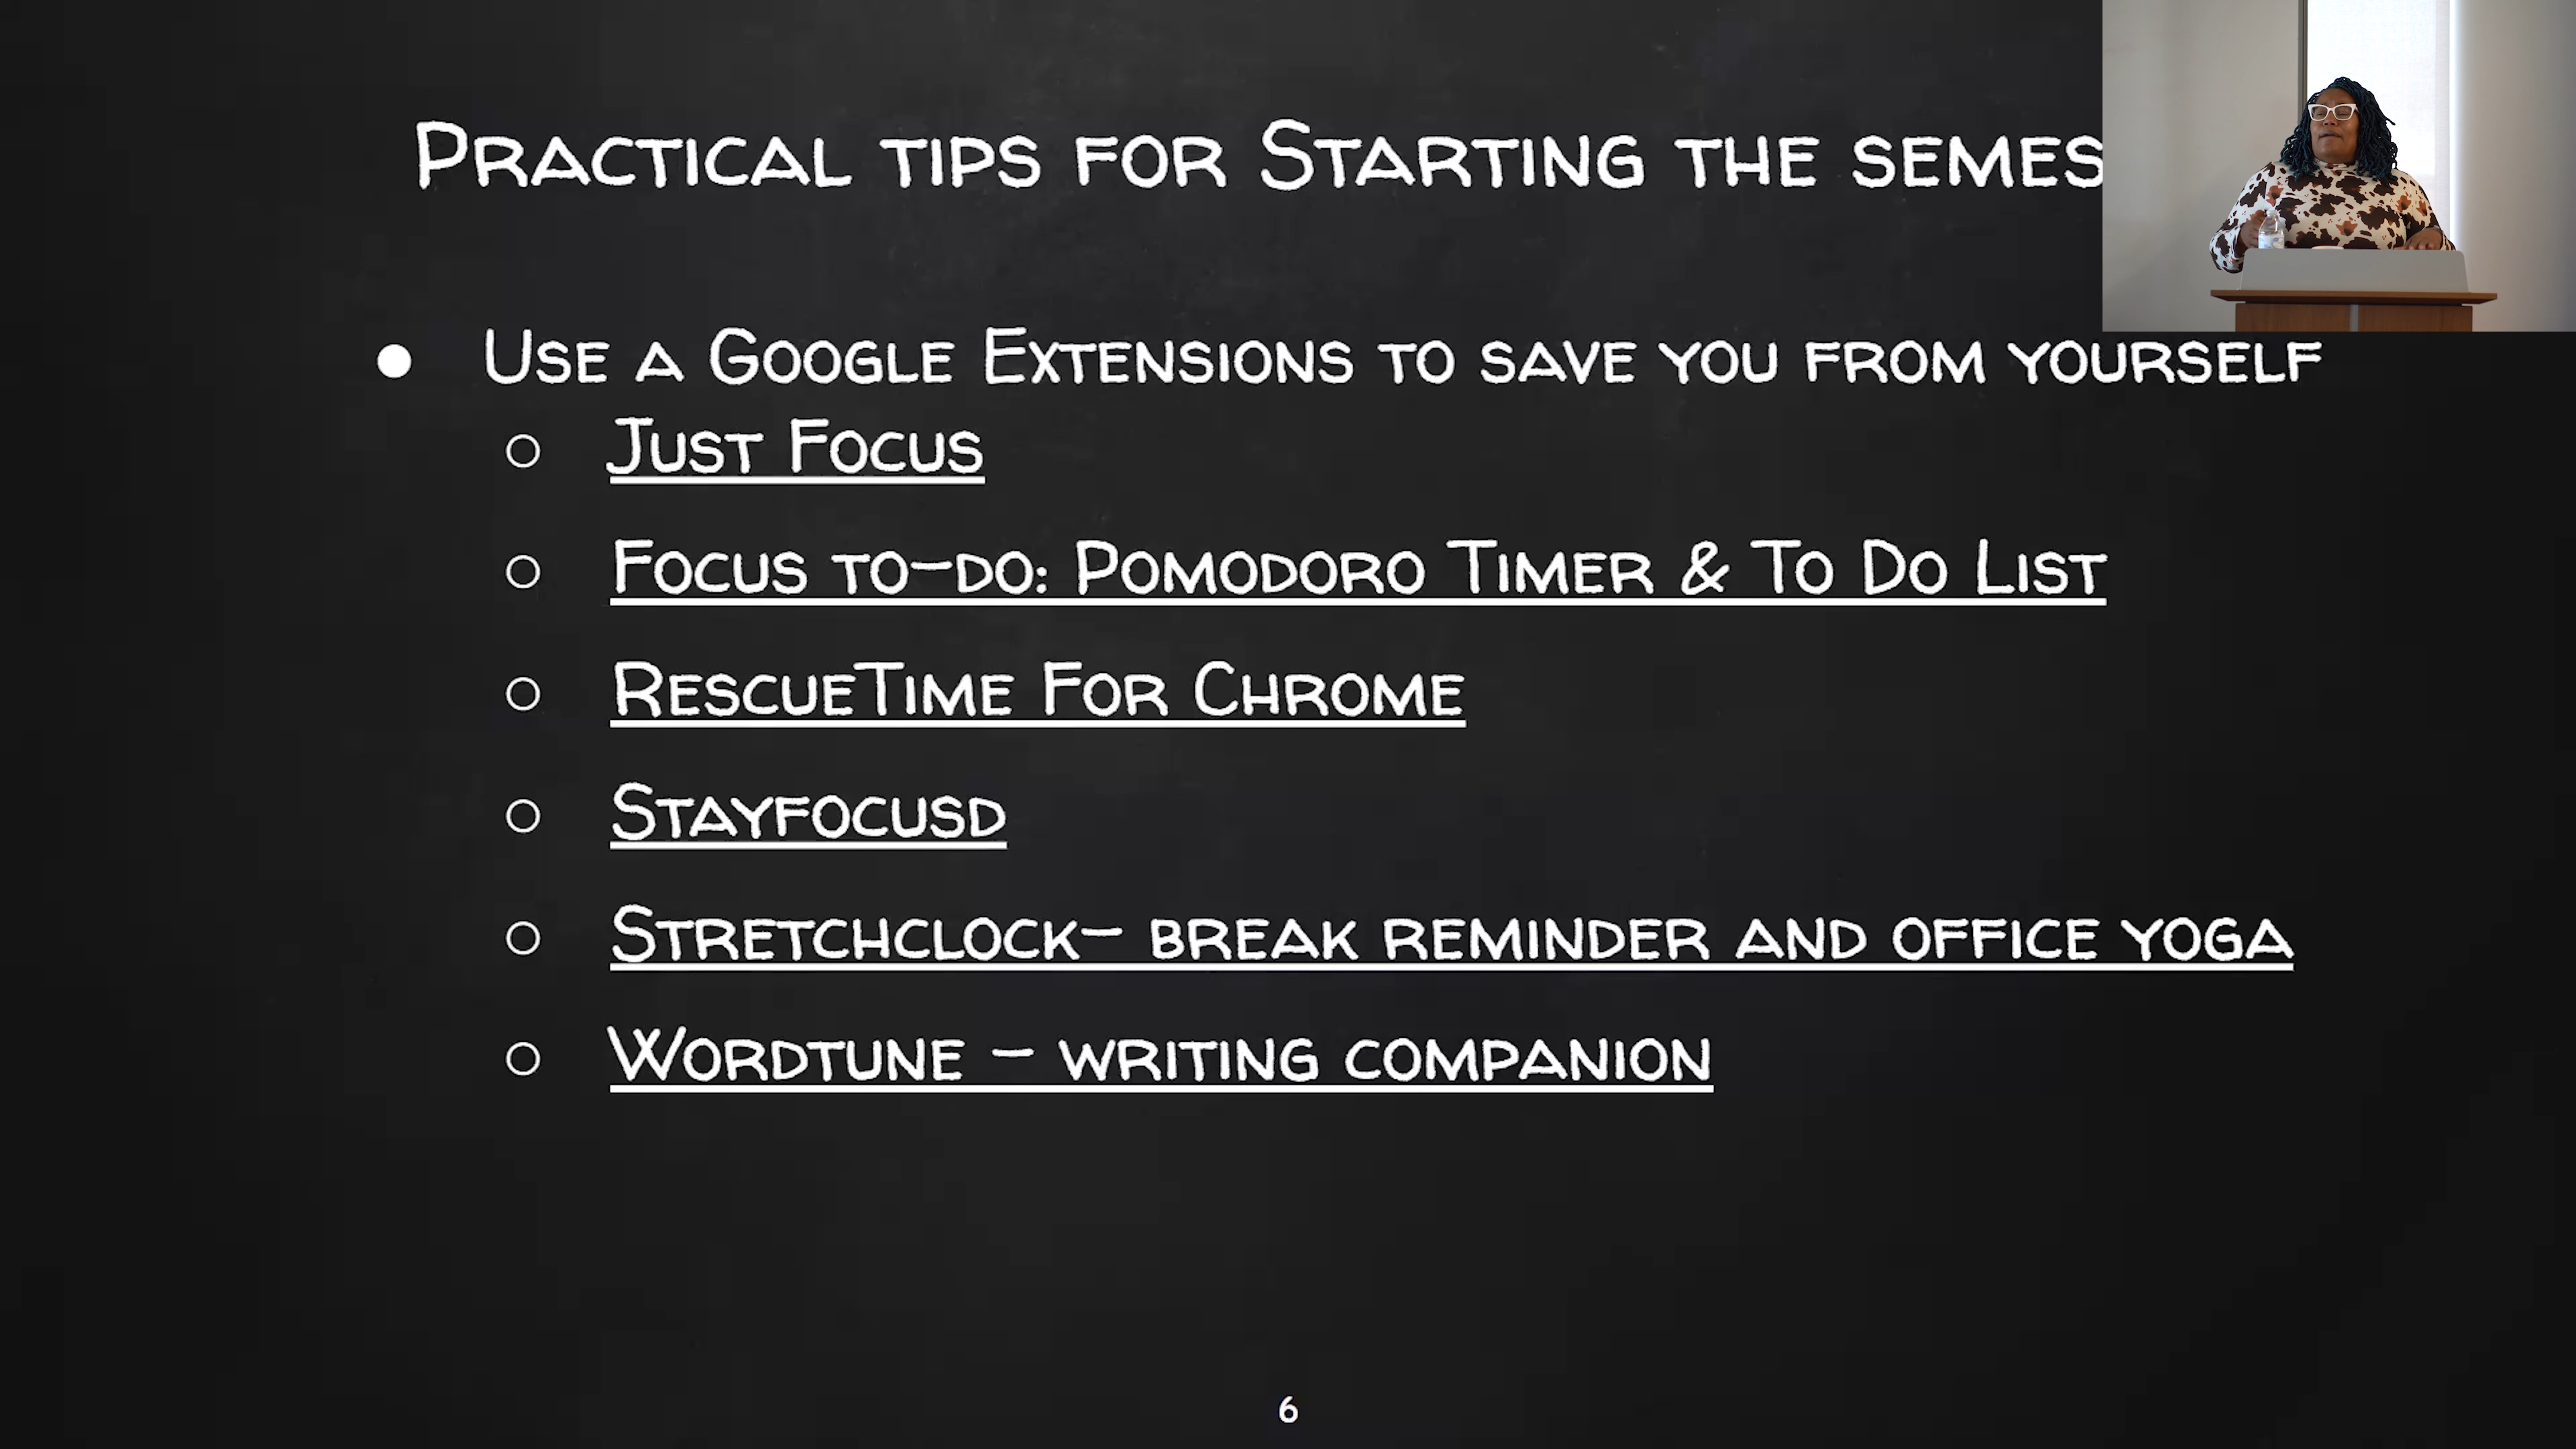 Practical tips for Starting the semes
● Use a Google Extensions to save you from yourself
○ Just Focus
○ Focus to-do: Pomodoro Timer & To Do List
○ RescueTime For Chrome
○ Stayfocusd
○ Stretchclock- break reminder and office yoga
○ Wordtune - writing companion
6